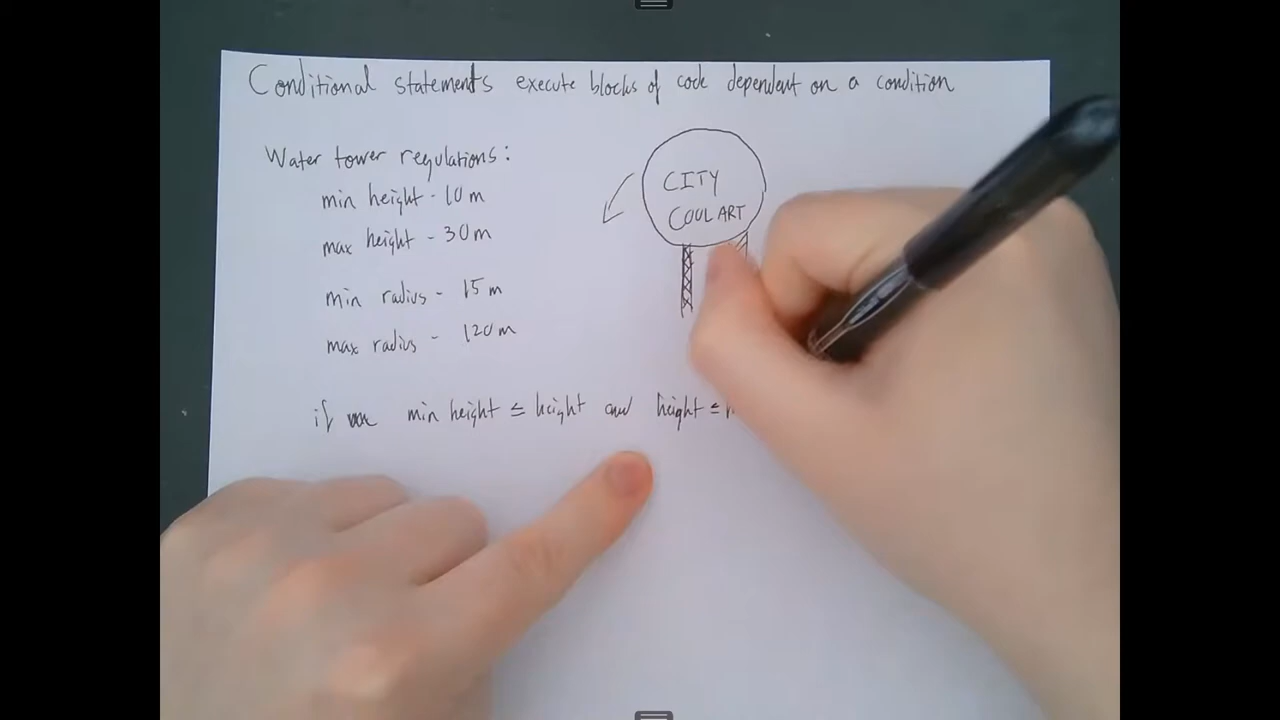 Conditional statements execute blocks of code dependent on a condition
Water tower regulations:
min height - 10 m
max height - 30 m
min radius - 15 m
max radius - 120 m
CITY
COOL ART
if min height ≤ height and height ≤